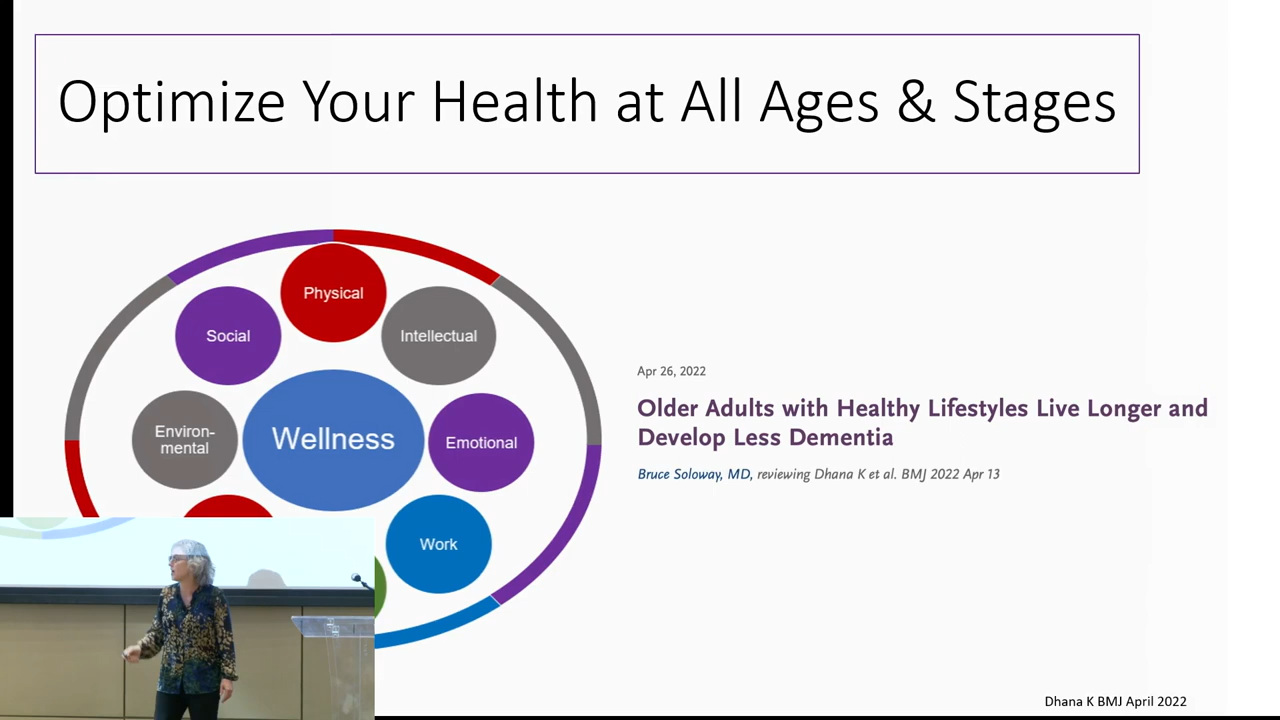 Optimize Your Health at All Ages & Stages
Physical
Social
Intellectual
Environ-
mental
Wellness
Emotional
Work
Apr 26, 2022
Older Adults with Healthy Lifestyles Live Longer and
Develop Less Dementia
Bruce Soloway, MD, reviewing Dhana K et al. BMJ 2022 Apr 13
Dhana K BMJ April 2022